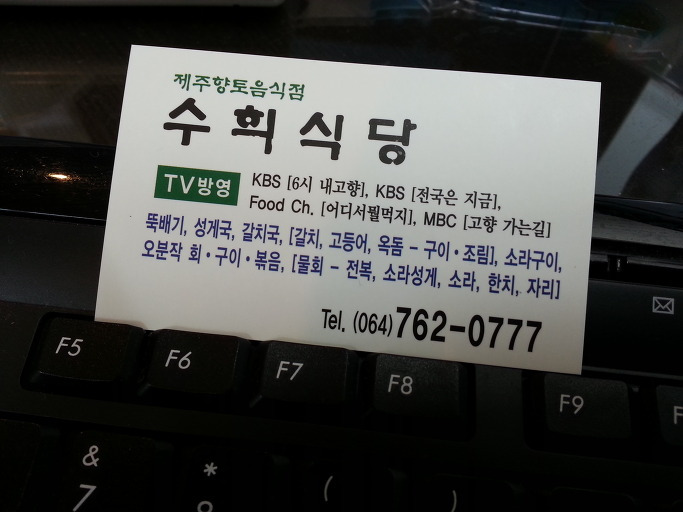 제주향토음식점
수희식당
TV방영
KBS [6시 내고향], KBS [전국은 지금],
Food Ch. [어디서뭘먹지], MBC [고향 가는길]
뚝배기, 성게국, 갈치국, [갈치, 고등어, 옥돔 - 구이·조림], 소라구이,
오분작 회·구이·볶음, [물회 - 전복, 소라성게, 소라, 한치, 자리]
Tel. (064)762-0777
F5
F6
F7
F8
F9
F
&
7
*
8
(
)